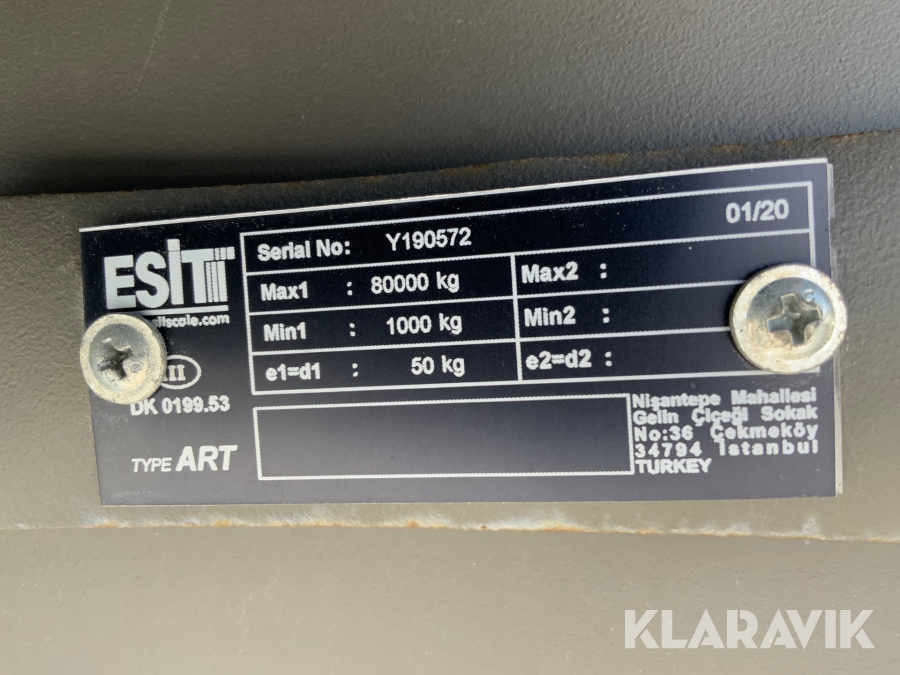 ESİT
Serial No: Y190572 01/20
Max1 : 80000 kg Max2 :
Min1 : 1000 kg Min2 :
e1=d1 : 50 kg e2=d2 :
III
DK 0199.53
TYPE ART
Nişantepe Mahallesi
Gelin Çiçeği Sokak
No:36 Çekmeköy
34794 İstanbul
TURKEY
KLARAVIK